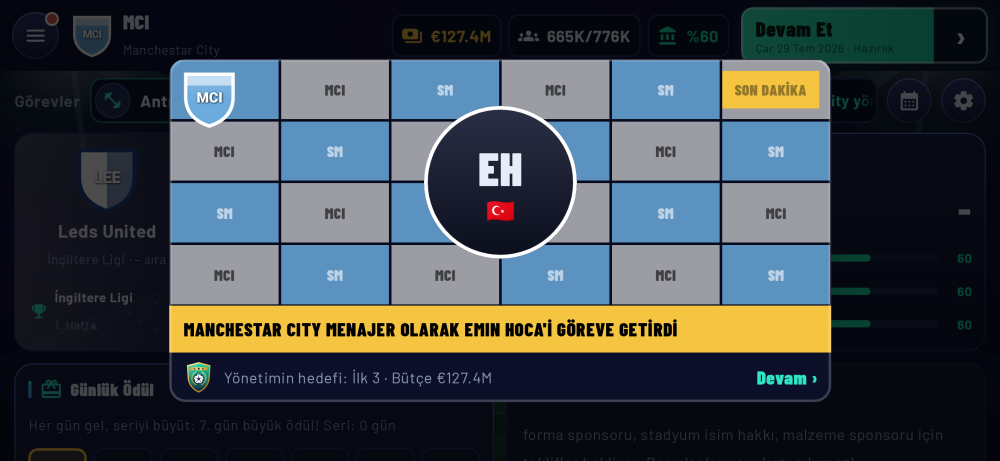 MCI
MCI
Manchestar City
€127.4M
665K/776K
%60
Devam Et
Çar 29 Tem 2026 · Hazırlık
›
Görevler
MCI
MCI
SM
MCI
SM
SON DAKİKA
MCI
SM
MCI
SM
EH
SM
MCI
SM
MCI
MCI
SM
MCI
SM
MCI
SM
LEE
Leds United
İngiltere Ligi · – sıra
İngiltere Ligi
1. Hafta
60
60
60
MANCHESTAR CITY MENAJER OLARAK EMIN HOCA'İ GÖREVE GETİRDİ
Yönetimin hedefi: İlk 3 · Bütçe €127.4M
Devam ›
Günlük Ödül
Her gün gel, seriyi büyüt: 7. gün büyük ödül! Seri: 0 gün
forma sponsoru, stadyum isim hakkı, malzeme sponsoru için